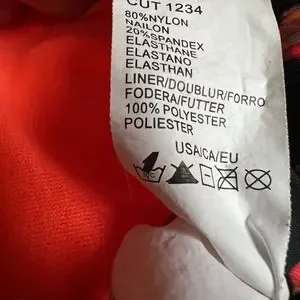 CUT 1234
80%NYLON
NAILON
20%SPANDEX
ELASTHANE
ELASTANO
ELASTHAN
LINER/DOUBLUR/FORRO
FODERA/FUTTER
100% POLYESTER
POLIESTER
USA/CA/EU